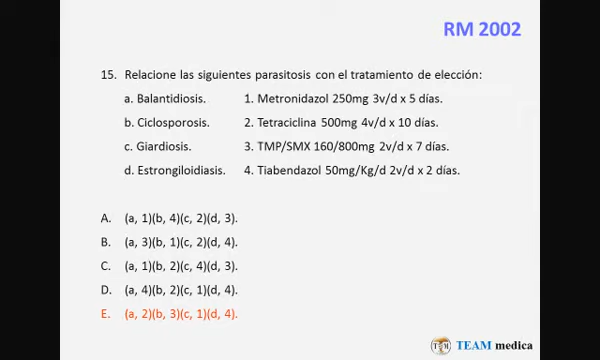 RM 2002
15. Relacione las siguientes parasitosis con el tratamiento de elección:
a. Balantidiosis. 1. Metronidazol 250mg 3v/d x 5 días.
b. Ciclosporosis. 2. Tetraciclina 500mg 4v/d x 10 días.
c. Giardiosis. 3. TMP/SMX 160/800mg 2v/d x 7 días.
d. Estrongiloidiasis. 4. Tiabendazol 50mg/Kg/d 2v/d x 2 días.
A. (a, 1)(b, 4)(c, 2)(d, 3).
B. (a, 3)(b, 1)(c, 2)(d, 4).
C. (a, 1)(b, 2)(c, 4)(d, 3).
D. (a, 4)(b, 2)(c, 1)(d, 4).
E. (a, 2)(b, 3)(c, 1)(d, 4).
TEAM medica